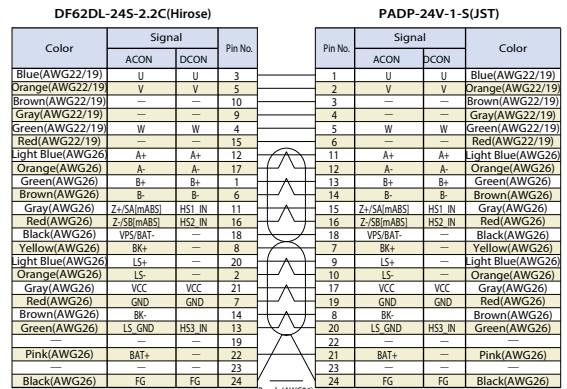 DF62DL-24S-2.2C(Hirose) PADP-24V-1-S(JST)
Color Signal Pin No. Pin No. Signal Color
ACON DCON ACON DCON
Blue(AWG22/19) U U 3 1 U U Blue(AWG22/19)
Orange(AWG22/19) V V 5 2 V V Orange(AWG22/19)
Brown(AWG22/19) — — 10 3 — — Brown(AWG22/19)
Gray(AWG22/19) — — 9 4 — — Gray(AWG22/19)
Green(AWG22/19) W W 4 5 W W Green(AWG22/19)
Red(AWG22/19) — — 15 6 — — Red(AWG22/19)
Light Blue(AWG26) A+ A+ 12 11 A+ A+ Light Blue(AWG26)
Orange(AWG26) A- A- 17 12 A- A- Orange(AWG26)
Green(AWG26) B+ B+ 1 13 B+ B+ Green(AWG26)
Brown(AWG26) B- B- 6 14 B- B- Brown(AWG26)
Gray(AWG26) Z+/SA[mABS] HS1_IN 11 15 Z+/SA[mABS] HS1_IN Gray(AWG26)
Red(AWG26) Z-/SB[mABS] HS2_IN 16 16 Z-/SB[mABS] HS2_IN Red(AWG26)
Black(AWG26) VPS/BAT- — 18 18 VPS/BAT- — Black(AWG26)
Yellow(AWG26) BK+ — 8 7 BK+ — Yellow(AWG26)
Light Blue(AWG26) LS+ — 20 9 LS+ — Light Blue(AWG26)
Orange(AWG26) LS- — 2 10 LS- — Orange(AWG26)
Gray(AWG26) VCC VCC 21 17 VCC VCC Gray(AWG26)
Red(AWG26) GND GND 7 19 GND GND Red(AWG26)
Brown(AWG26) BK- — 14 8 BK- — Brown(AWG26)
Green(AWG26) LS_GND HS3_IN 13 20 LS_GND HS3_IN Green(AWG26)
— — — 19 22 — — —
Pink(AWG26) BAT+ — 22 21 BAT+ — Pink(AWG26)
— — — 23 23 — — —
Black(AWG26) FG FG 24 24 FG FG Black(AWG26)